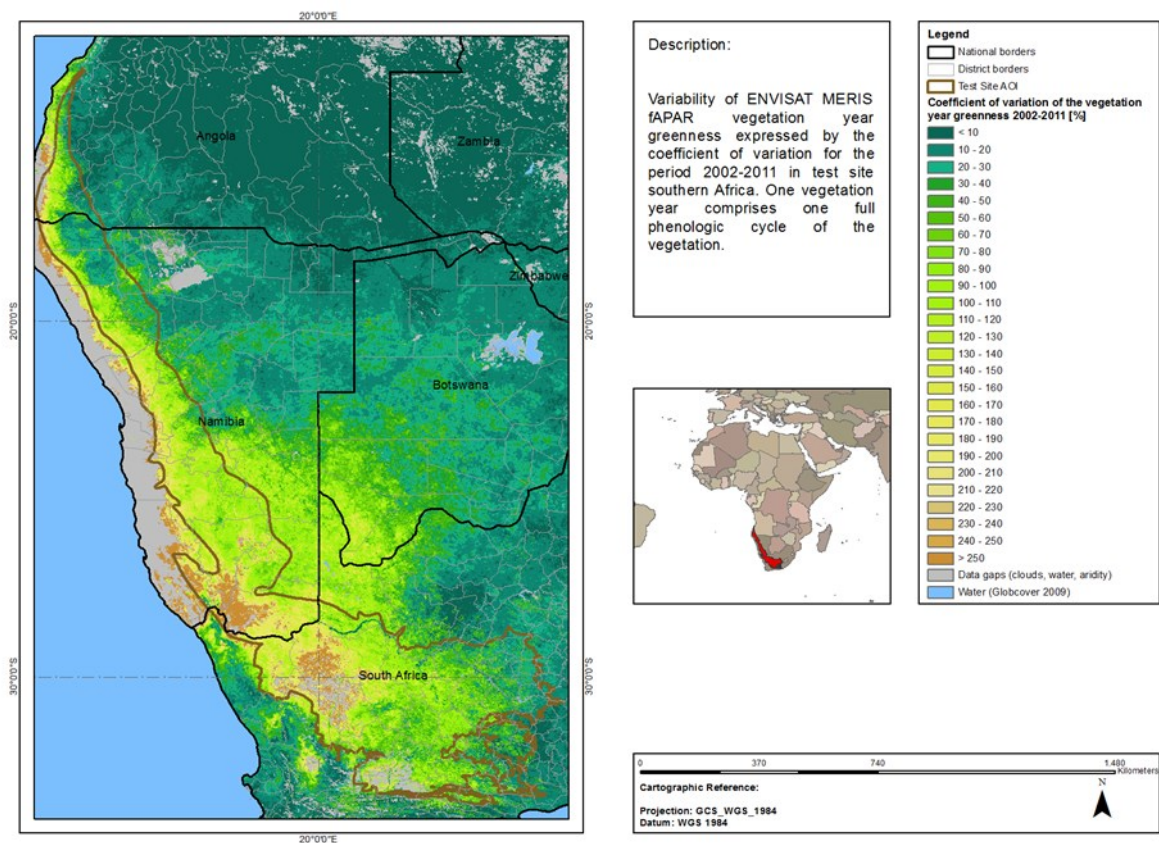 20°0'0"E
Angola
Zambia
Zimbabwe
20°0'0"S
20°0'0"S
Botswana
Namibia
30°0'0"S
30°0'0"S
South Africa
20°0'0"E
Description:
Variability of ENVISAT MERIS
fAPAR vegetation year
greenness expressed by the
coefficient of variation for the
period 2002-2011 in test site
southern Africa. One vegetation
year comprises one full
phenologic cycle of the
vegetation.
Legend
National borders
District borders
Test Site AOI
Coefficient of variation of the vegetation
year greenness 2002-2011 [%]
< 10
10 - 20
20 - 30
30 - 40
40 - 50
50 - 60
60 - 70
70 - 80
80 - 90
90 - 100
100 - 110
110 - 120
120 - 130
130 - 140
140 - 150
150 - 160
160 - 170
170 - 180
180 - 190
190 - 200
200 - 210
210 - 220
220 - 230
230 - 240
240 - 250
> 250
Data gaps (clouds, water, aridity)
Water (Globcover 2009)
0 370 740 1.480
Kilometers
Cartographic Reference:
N
Projection: GCS_WGS_1984
Datum: WGS 1984